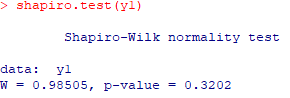 > shapiro.test(y1)
Shapiro-Wilk normality test
data:  y1
W = 0.98505, p-value = 0.3202